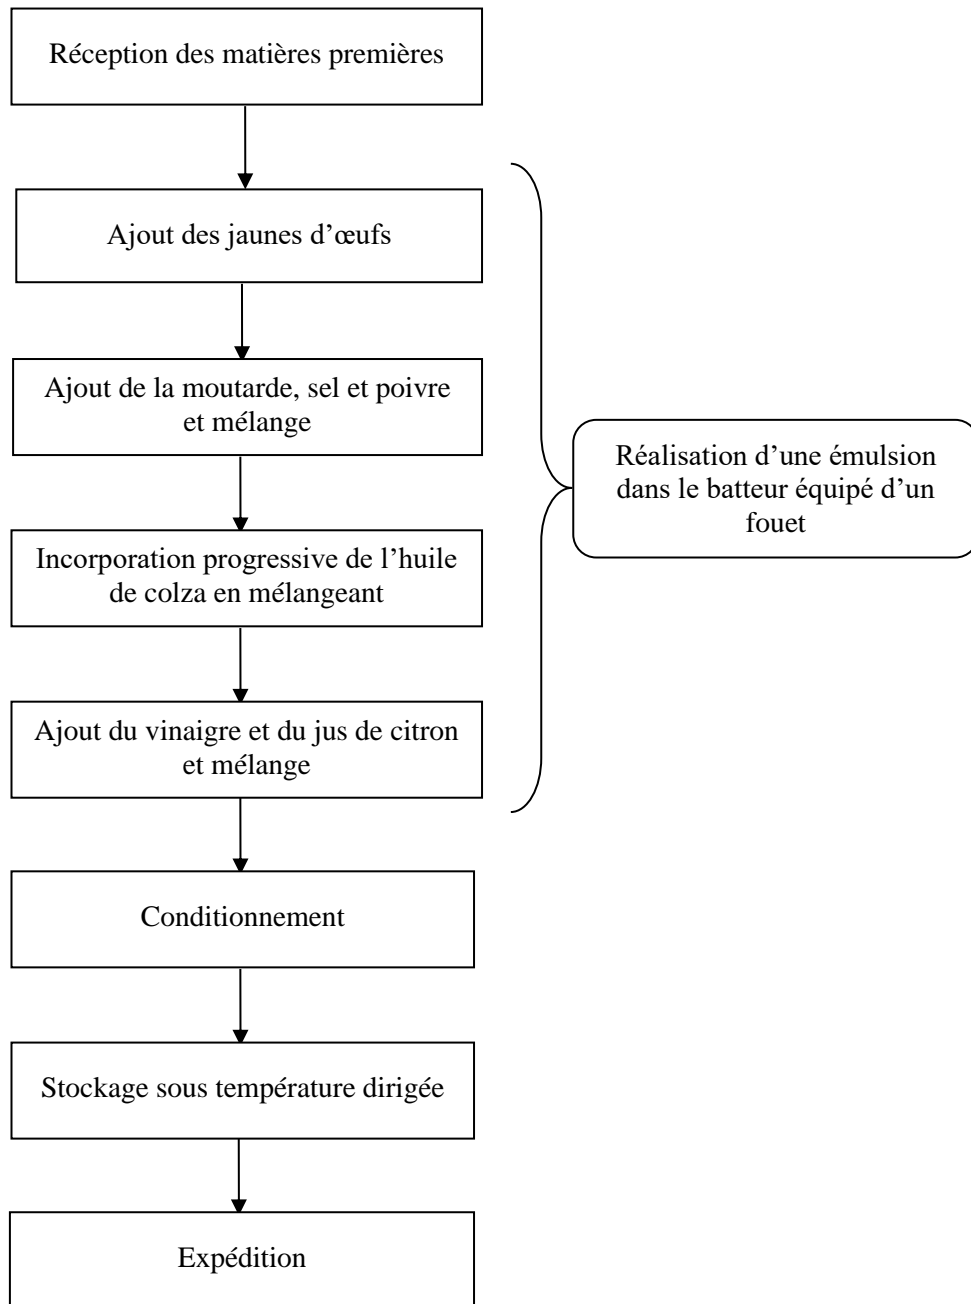 Réception des matières premières
Ajout des jaunes d’œufs
Ajout de la moutarde, sel et poivre
et mélange
Réalisation d’une émulsion
dans le batteur équipé d’un
fouet
Incorporation progressive de l’huile
de colza en mélangeant
Ajout du vinaigre et du jus de citron
et mélange
Conditionnement
Stockage sous température dirigée
Expédition